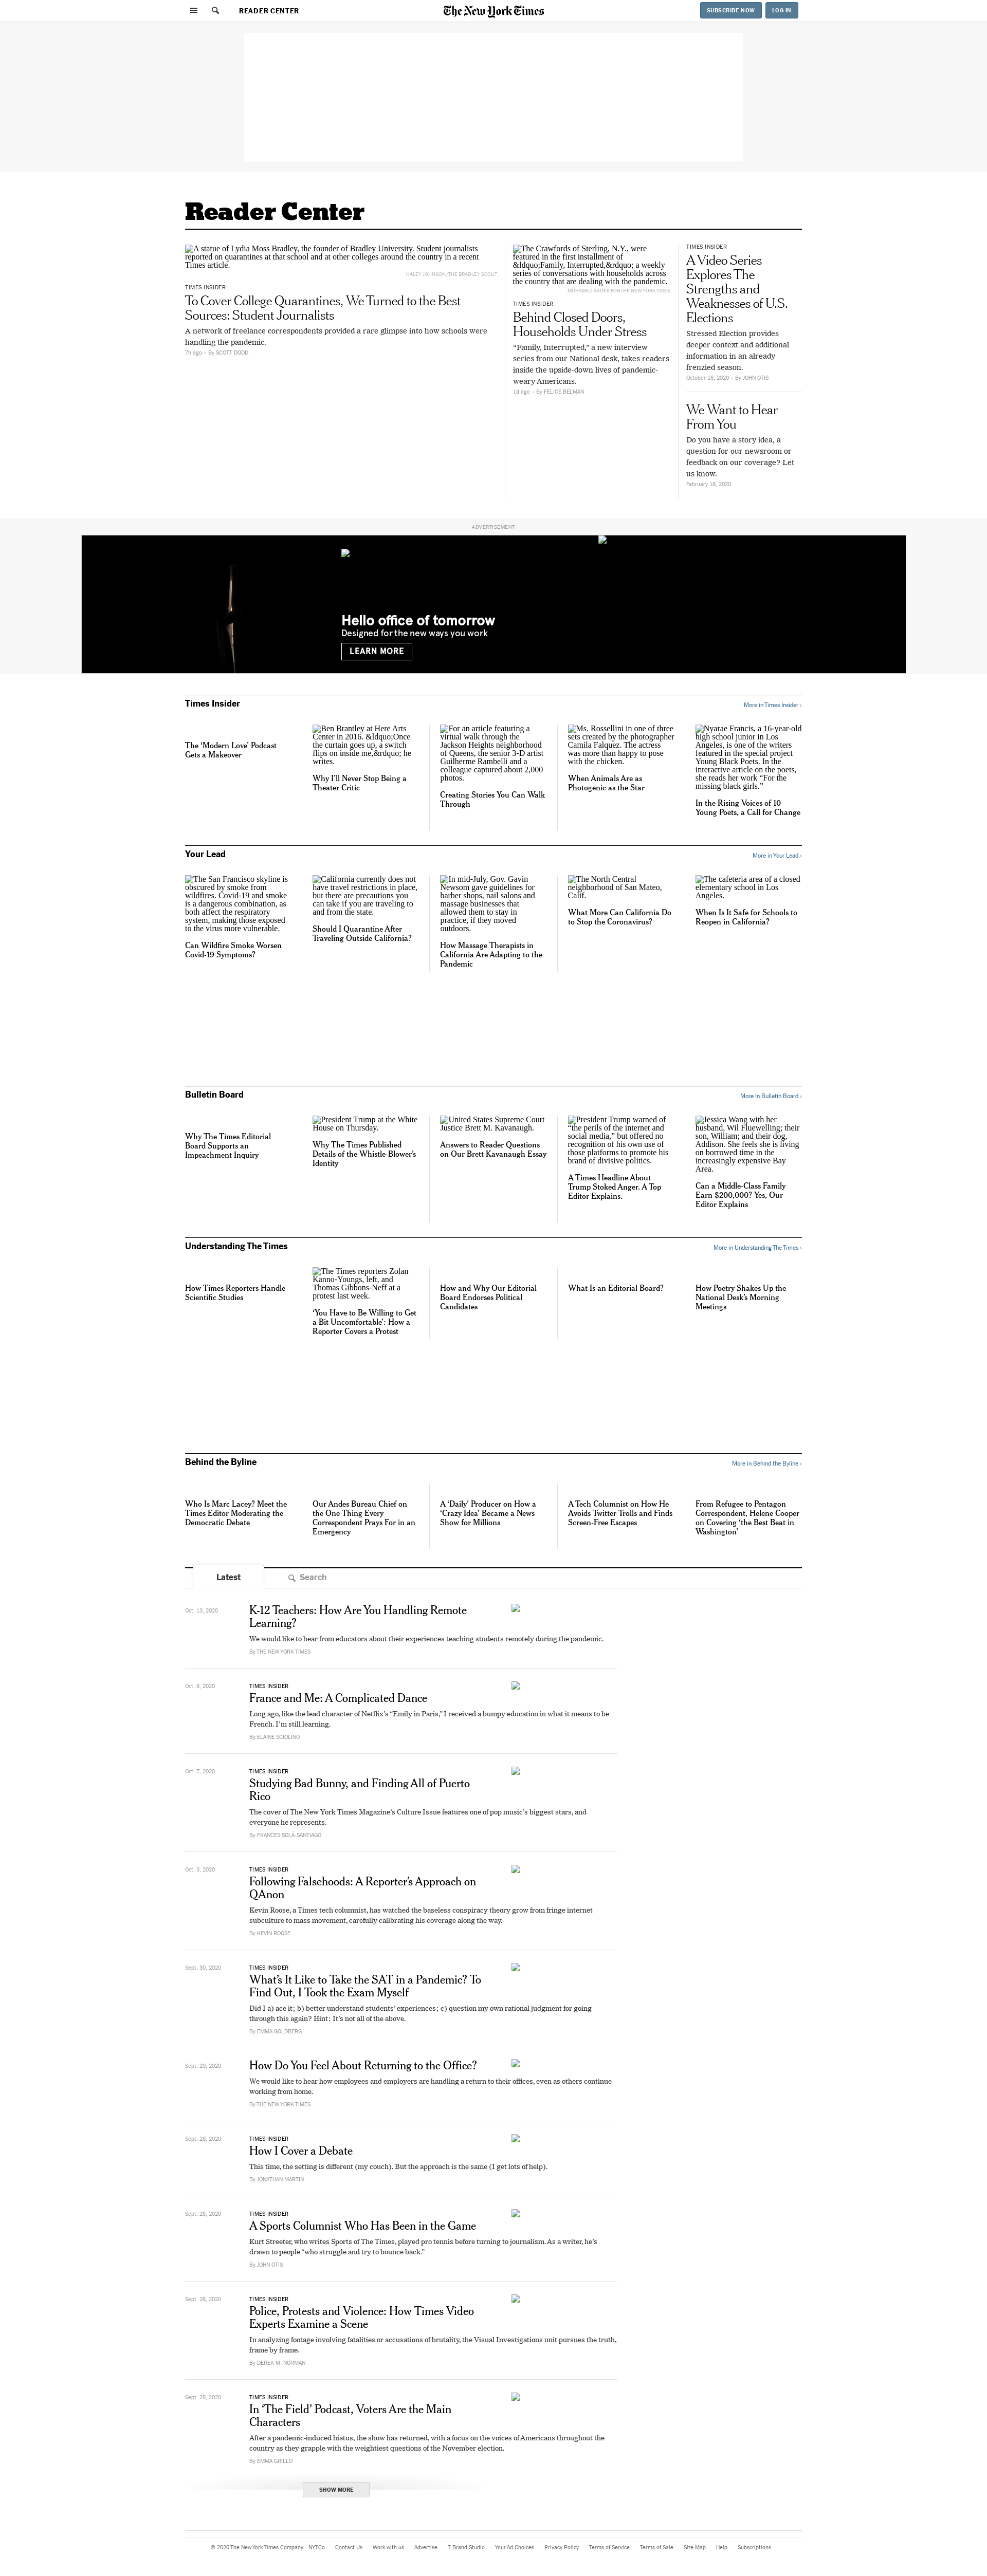 READER CENTER
The New York Times
SUBSCRIBE NOW
LOG IN
Reader Center
A statue of Lydia Moss Bradley, the founder of Bradley University. Student journalists
reported on quarantines at that school and at other colleges around the country in a recent
Times article.
HALEY JOHNSON/THE BRADLEY SCOUT
TIMES INSIDER
To Cover College Quarantines, We Turned to the Best
Sources: Student Journalists
A network of freelance correspondents provided a rare glimpse into how schools were
handling the pandemic.
7h ago - By SCOTT DODD
The Crawfords of Sterling, N.Y., were
featured in the first installment of
&ldquo;Family, Interrupted,&rdquo; a weekly
series of conversations with households across
the country that are dealing with the pandemic.
MOHAMED SADEK FOR THE NEW YORK TIMES
TIMES INSIDER
Behind Closed Doors,
Households Under Stress
“Family, Interrupted,” a new interview
series from our National desk, takes readers
inside the upside-down lives of pandemic-
weary Americans.
1d ago - By FELICE BELMAN
TIMES INSIDER
A Video Series
Explores The
Strengths and
Weaknesses of U.S.
Elections
Stressed Election provides
deeper context and additional
information in an already
frenzied season.
October 16, 2020 - By JOHN OTIS
We Want to Hear
From You
Do you have a story idea, a
question for our newsroom or
feedback on our coverage? Let
us know.
February 18, 2020
ADVERTISEMENT
Hello office of tomorrow
Designed for the new ways you work
LEARN MORE
Times Insider
More in Times Insider ›
The ‘Modern Love’ Podcast
Gets a Makeover
Ben Brantley at Here Arts
Center in 2016. &ldquo;Once
the curtain goes up, a switch
flips on inside me,&rdquo; he
writes.
Why I’ll Never Stop Being a
Theater Critic
For an article featuring a
virtual walk through the
Jackson Heights neighborhood
of Queens, the senior 3-D artist
Guilherme Rambelli and a
colleague captured about 2,000
photos.
Creating Stories You Can Walk
Through
Ms. Rossellini in one of three
sets created by the photographer
Camila Falquez. The actress
was more than happy to pose
with the chicken.
When Animals Are as
Photogenic as the Star
Nyarae Francis, a 16-year-old
high school junior in Los
Angeles, is one of the writers
featured in the special project
Young Black Poets. In the
interactive article on the poets,
she reads her work “For the
missing black girls.”
In the Rising Voices of 10
Young Poets, a Call for Change
Your Lead
More in Your Lead ›
The San Francisco skyline is
obscured by smoke from
wildfires. Covid-19 and smoke
is a dangerous combination, as
both affect the respiratory
system, making those exposed
to the virus more vulnerable.
Can Wildfire Smoke Worsen
Covid-19 Symptoms?
California currently does not
have travel restrictions in place,
but there are precautions you
can take if you are traveling to
and from the state.
Should I Quarantine After
Traveling Outside California?
In mid-July, Gov. Gavin
Newsom gave guidelines for
barber shops, nail salons and
massage businesses that
allowed them to stay in
practice, if they moved
outdoors.
How Massage Therapists in
California Are Adapting to the
Pandemic
The North Central
neighborhood of San Mateo,
Calif.
What More Can California Do
to Stop the Coronavirus?
The cafeteria area of a closed
elementary school in Los
Angeles.
When Is It Safe for Schools to
Reopen in California?
Bulletin Board
More in Bulletin Board ›
Why The Times Editorial
Board Supports an
Impeachment Inquiry
President Trump at the White
House on Thursday.
Why The Times Published
Details of the Whistle-Blower’s
Identity
United States Supreme Court
Justice Brett M. Kavanaugh.
Answers to Reader Questions
on Our Brett Kavanaugh Essay
President Trump warned of
“the perils of the internet and
social media,” but offered no
recognition of his own use of
those platforms to promote his
brand of divisive politics.
A Times Headline About
Trump Stoked Anger. A Top
Editor Explains.
Jessica Wang with her
husband, Wil Fluewelling; their
son, William; and their dog,
Addison. She feels she is living
on borrowed time in the
increasingly expensive Bay
Area.
Can a Middle-Class Family
Earn $200,000? Yes, Our
Editor Explains
Understanding The Times
More in Understanding The Times ›
How Times Reporters Handle
Scientific Studies
The Times reporters Zolan
Kanno-Youngs, left, and
Thomas Gibbons-Neff at a
protest last week.
‘You Have to Be Willing to Get
a Bit Uncomfortable’: How a
Reporter Covers a Protest
How and Why Our Editorial
Board Endorses Political
Candidates
What Is an Editorial Board?
How Poetry Shakes Up the
National Desk’s Morning
Meetings
Behind the Byline
More in Behind the Byline ›
Who Is Marc Lacey? Meet the
Times Editor Moderating the
Democratic Debate
Our Andes Bureau Chief on
the One Thing Every
Correspondent Prays For in an
Emergency
A ‘Daily’ Producer on How a
‘Crazy Idea’ Became a News
Show for Millions
A Tech Columnist on How He
Avoids Twitter Trolls and Finds
Screen-Free Escapes
From Refugee to Pentagon
Correspondent, Helene Cooper
on Covering ‘the Best Beat in
Washington’
Latest
Search
Oct. 13, 2020
K-12 Teachers: How Are You Handling Remote
Learning?
We would like to hear from educators about their experiences teaching students remotely during the pandemic.
By THE NEW YORK TIMES
Oct. 8, 2020
TIMES INSIDER
France and Me: A Complicated Dance
Long ago, like the lead character of Netflix’s “Emily in Paris,” I received a bumpy education in what it means to be
French. I’m still learning.
By ELAINE SCIOLINO
Oct. 7, 2020
TIMES INSIDER
Studying Bad Bunny, and Finding All of Puerto
Rico
The cover of The New York Times Magazine’s Culture Issue features one of pop music’s biggest stars, and
everyone he represents.
By FRANCES SOLÁ-SANTIAGO
Oct. 3, 2020
TIMES INSIDER
Following Falsehoods: A Reporter’s Approach on
QAnon
Kevin Roose, a Times tech columnist, has watched the baseless conspiracy theory grow from fringe internet
subculture to mass movement, carefully calibrating his coverage along the way.
By KEVIN ROOSE
Sept. 30, 2020
TIMES INSIDER
What’s It Like to Take the SAT in a Pandemic? To
Find Out, I Took the Exam Myself
Did I a) ace it; b) better understand students’ experiences; c) question my own rational judgment for going
through this again? Hint: It’s not all of the above.
By EMMA GOLDBERG
Sept. 29, 2020
How Do You Feel About Returning to the Office?
We would like to hear how employees and employers are handling a return to their offices, even as others continue
working from home.
By THE NEW YORK TIMES
Sept. 28, 2020
TIMES INSIDER
How I Cover a Debate
This time, the setting is different (my couch). But the approach is the same (I get lots of help).
By JONATHAN MARTIN
Sept. 28, 2020
TIMES INSIDER
A Sports Columnist Who Has Been in the Game
Kurt Streeter, who writes Sports of The Times, played pro tennis before turning to journalism. As a writer, he’s
drawn to people “who struggle and try to bounce back.”
By JOHN OTIS
Sept. 26, 2020
TIMES INSIDER
Police, Protests and Violence: How Times Video
Experts Examine a Scene
In analyzing footage involving fatalities or accusations of brutality, the Visual Investigations unit pursues the truth,
frame by frame.
By DEREK M. NORMAN
Sept. 25, 2020
TIMES INSIDER
In ‘The Field’ Podcast, Voters Are the Main
Characters
After a pandemic-induced hiatus, the show has returned, with a focus on the voices of Americans throughout the
country as they grapple with the weightiest questions of the November election.
By EMMA GRILLO
SHOW MORE
© 2020 The New York Times Company NYTCo Contact Us Work with us Advertise T Brand Studio Your Ad Choices Privacy Policy Terms of Service Terms of Sale Site Map Help Subscriptions